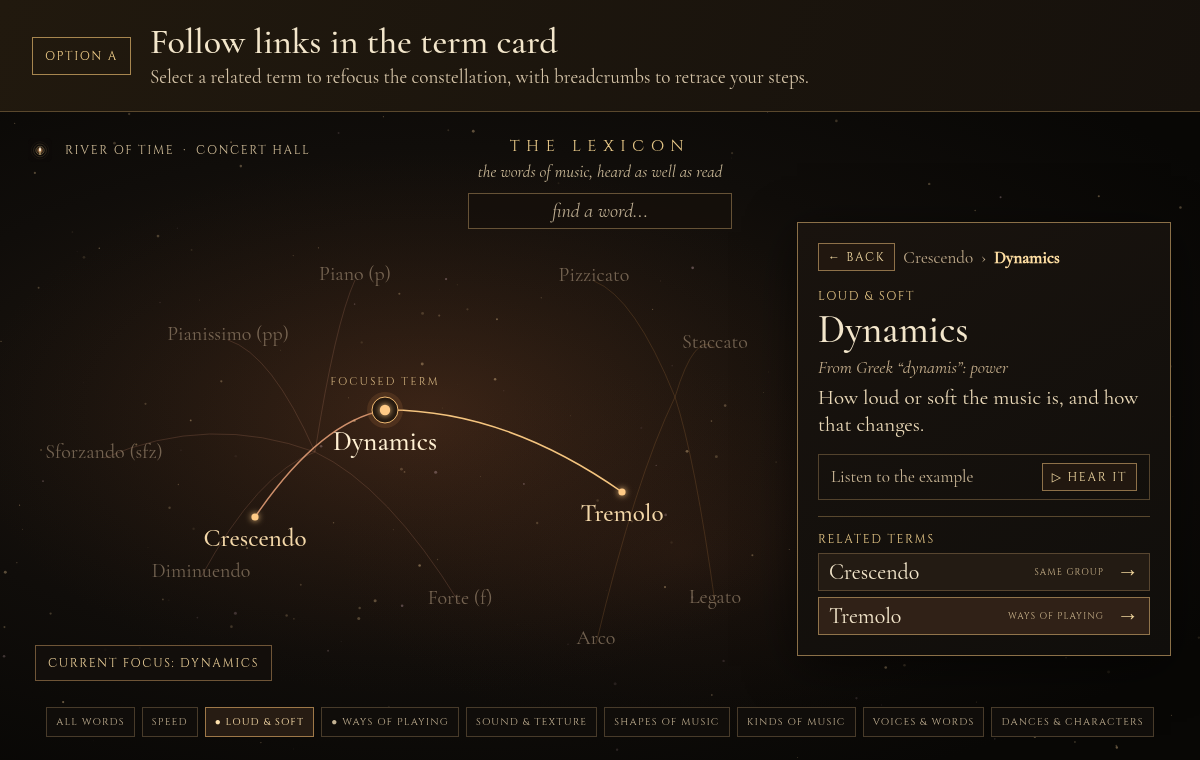 OPTION A
Follow links in the term card
Select a related term to refocus the constellation, with breadcrumbs to retrace your steps.
RIVER OF TIME · CONCERT HALL
THE LEXICON
the words of music, heard as well as read
find a word...
Piano (p)
Pizzicato
Pianissimo (pp)
Staccato
FOCUSED TERM
Dynamics
Sforzando (sfz)
Tremolo
Crescendo
Diminuendo
Forte (f)
Legato
Arco
CURRENT FOCUS: DYNAMICS
← BACK Crescendo › Dynamics
LOUD & SOFT
Dynamics
From Greek “dynamis”: power
How loud or soft the music is, and how
that changes.
Listen to the example ▷ HEAR IT
RELATED TERMS
Crescendo SAME GROUP →
Tremolo WAYS OF PLAYING →
ALL WORDS SPEED ● LOUD & SOFT ● WAYS OF PLAYING SOUND & TEXTURE SHAPES OF MUSIC KINDS OF MUSIC VOICES & WORDS DANCES & CHARACTERS